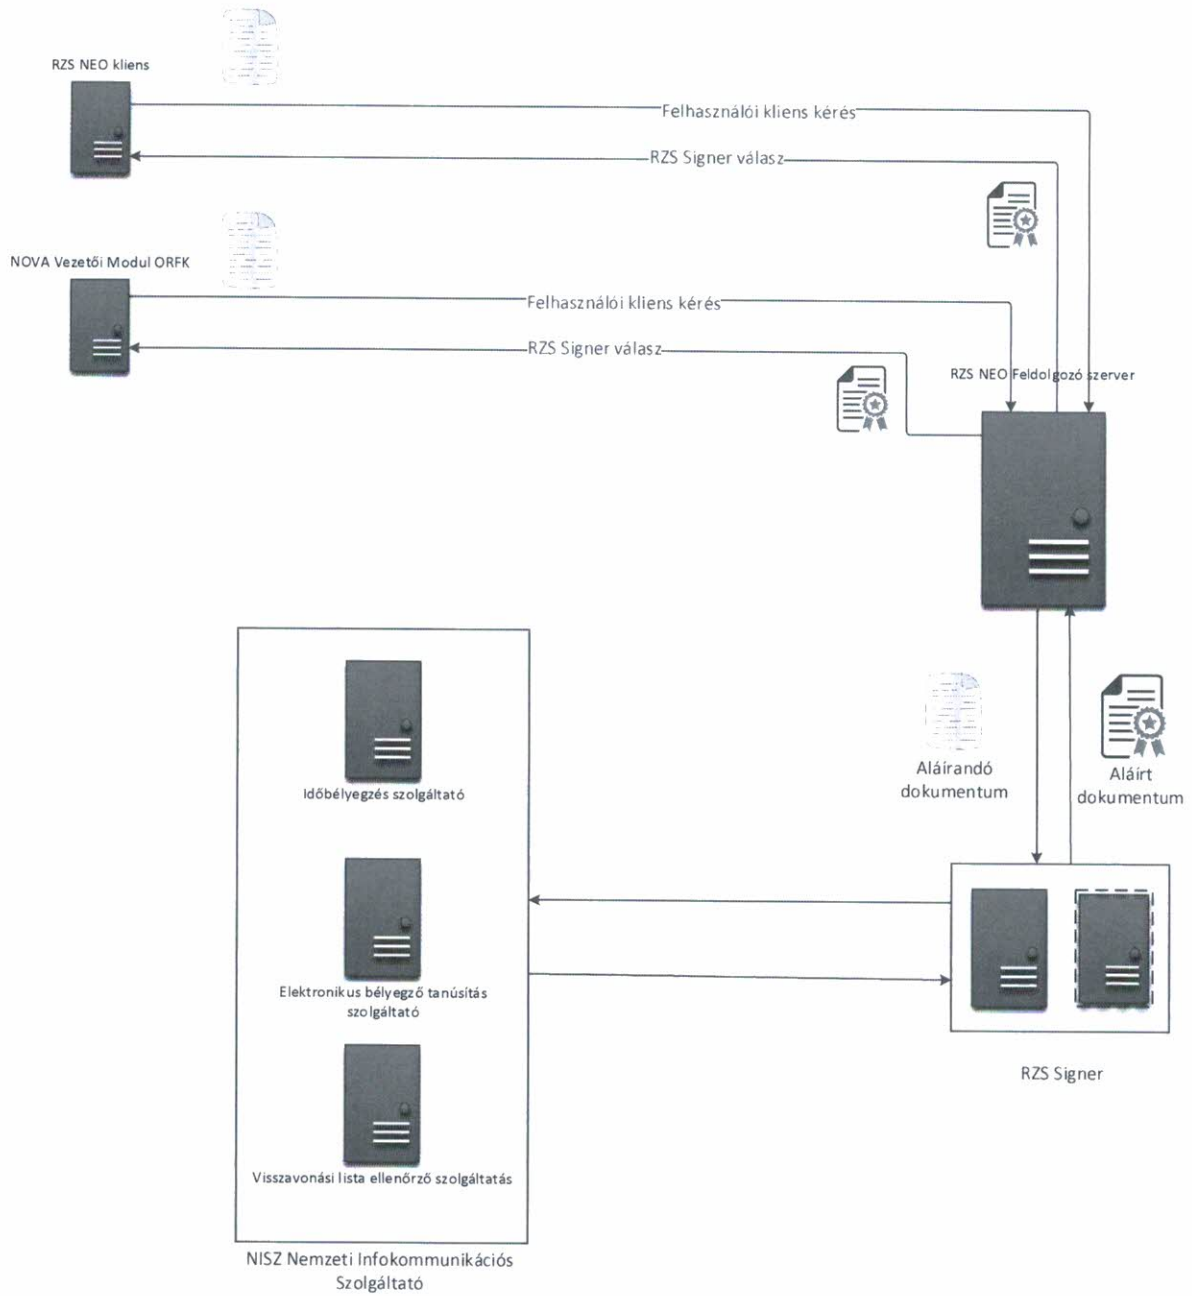 RZS NEO kliens
Felhasználói kliens kérés
RZS Signer válasz
NOVA Vezetői Modul ORFK
Felhasználói kliens kérés
RZS Signer válasz
RZS NEO Feldolgozó szerver
Időbélyegzés szolgáltató
Aláírandó
dokumentum
Aláírt
dokumentum
Elektronikus bélyegző tanúsítás
szolgáltató
RZS Signer
Visszavonási lista ellenőrző szolgáltatás
NISZ Nemzeti Infokommunikációs
Szolgáltató